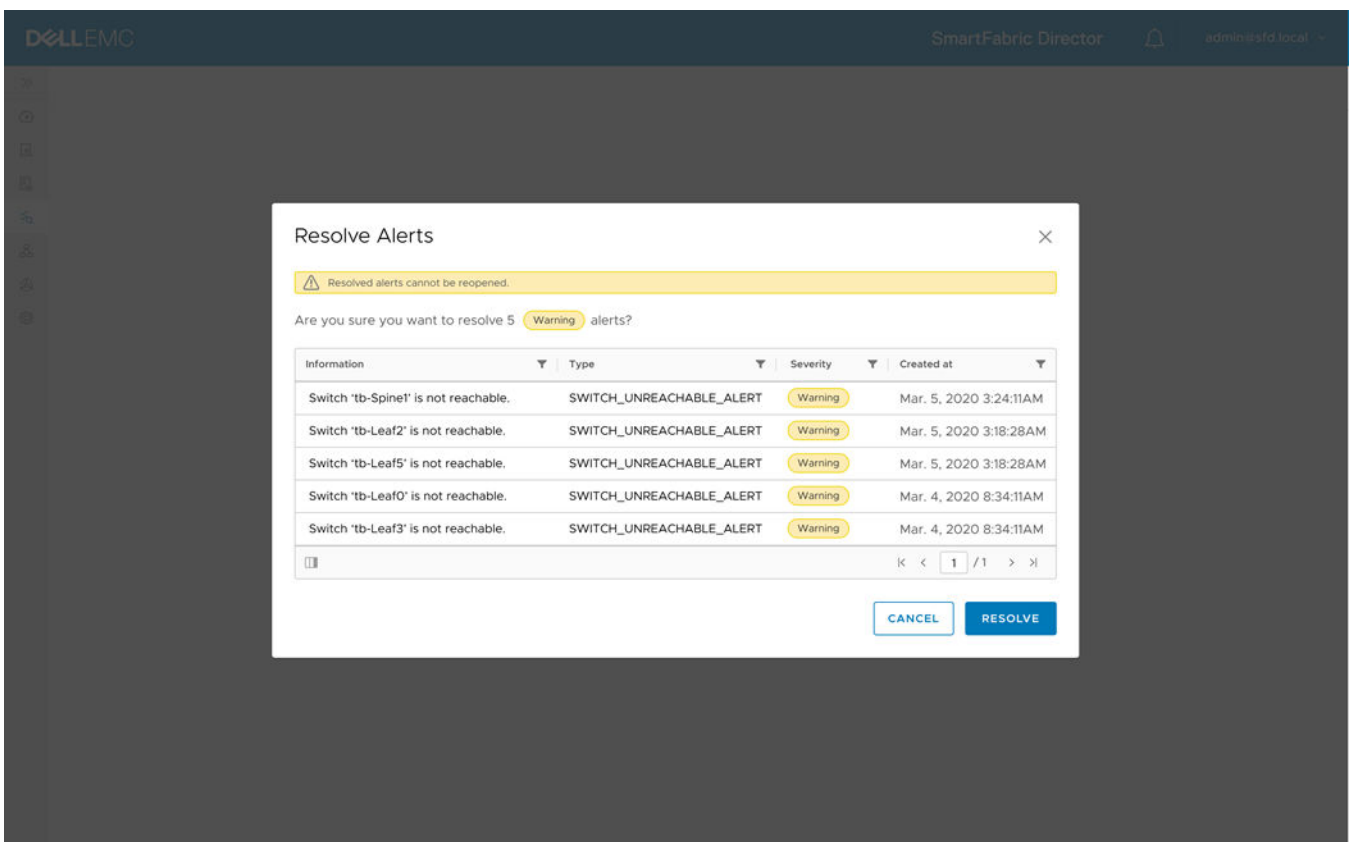 DELLEMC
SmartFabric Director
admin@sfd.local
Resolve Alerts
Resolved alerts cannot be reopened.
Are you sure you want to resolve 5 Warning alerts?
Information Type Severity Created at
Switch 'tb-Spine1' is not reachable. SWITCH_UNREACHABLE_ALERT Warning Mar. 5, 2020 3:24:11AM
Switch 'tb-Leaf2' is not reachable. SWITCH_UNREACHABLE_ALERT Warning Mar. 5, 2020 3:18:28AM
Switch 'tb-Leaf5' is not reachable. SWITCH_UNREACHABLE_ALERT Warning Mar. 5, 2020 3:18:28AM
Switch 'tb-Leaf0' is not reachable. SWITCH_UNREACHABLE_ALERT Warning Mar. 4, 2020 8:34:11AM
Switch 'tb-Leaf3' is not reachable. SWITCH_UNREACHABLE_ALERT Warning Mar. 4, 2020 8:34:11AM
1 / 1
CANCEL RESOLVE